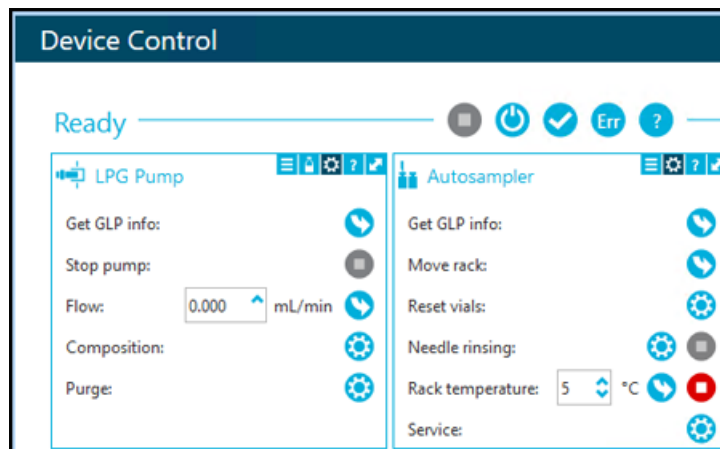 Device Control
Ready
Err ?
LPG Pump ?
Get GLP info:
Stop pump:
Flow: 0.000 mL/min
Composition:
Purge:
Autosampler ?
Get GLP info:
Move rack:
Reset vials:
Needle rinsing:
Rack temperature: 5 °C
Service: